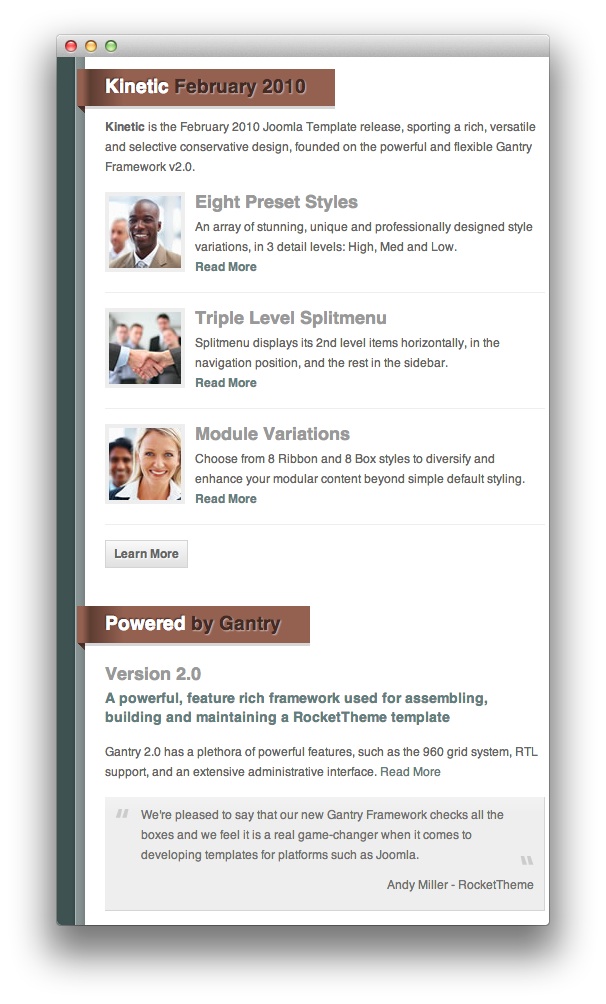 Kinetic February 2010
Kinetic is the February 2010 Joomla Template release, sporting a rich, versatile
and selective conservative design, founded on the powerful and flexible Gantry
Framework v2.0.
Eight Preset Styles
An array of stunning, unique and professionally designed style
variations, in 3 detail levels: High, Med and Low.
Read More
Triple Level Splitmenu
Splitmenu displays its 2nd level items horizontally, in the
navigation position, and the rest in the sidebar.
Read More
Module Variations
Choose from 8 Ribbon and 8 Box styles to diversify and
enhance your modular content beyond simple default styling.
Read More
Learn More
Powered by Gantry
Version 2.0
A powerful, feature rich framework used for assembling,
building and maintaining a RocketTheme template
Gantry 2.0 has a plethora of powerful features, such as the 960 grid system, RTL
support, and an extensive administrative interface. Read More
“ We're pleased to say that our new Gantry Framework checks all the
boxes and we feel it is a real game-changer when it comes to
developing templates for platforms such as Joomla. ”
Andy Miller - RocketTheme